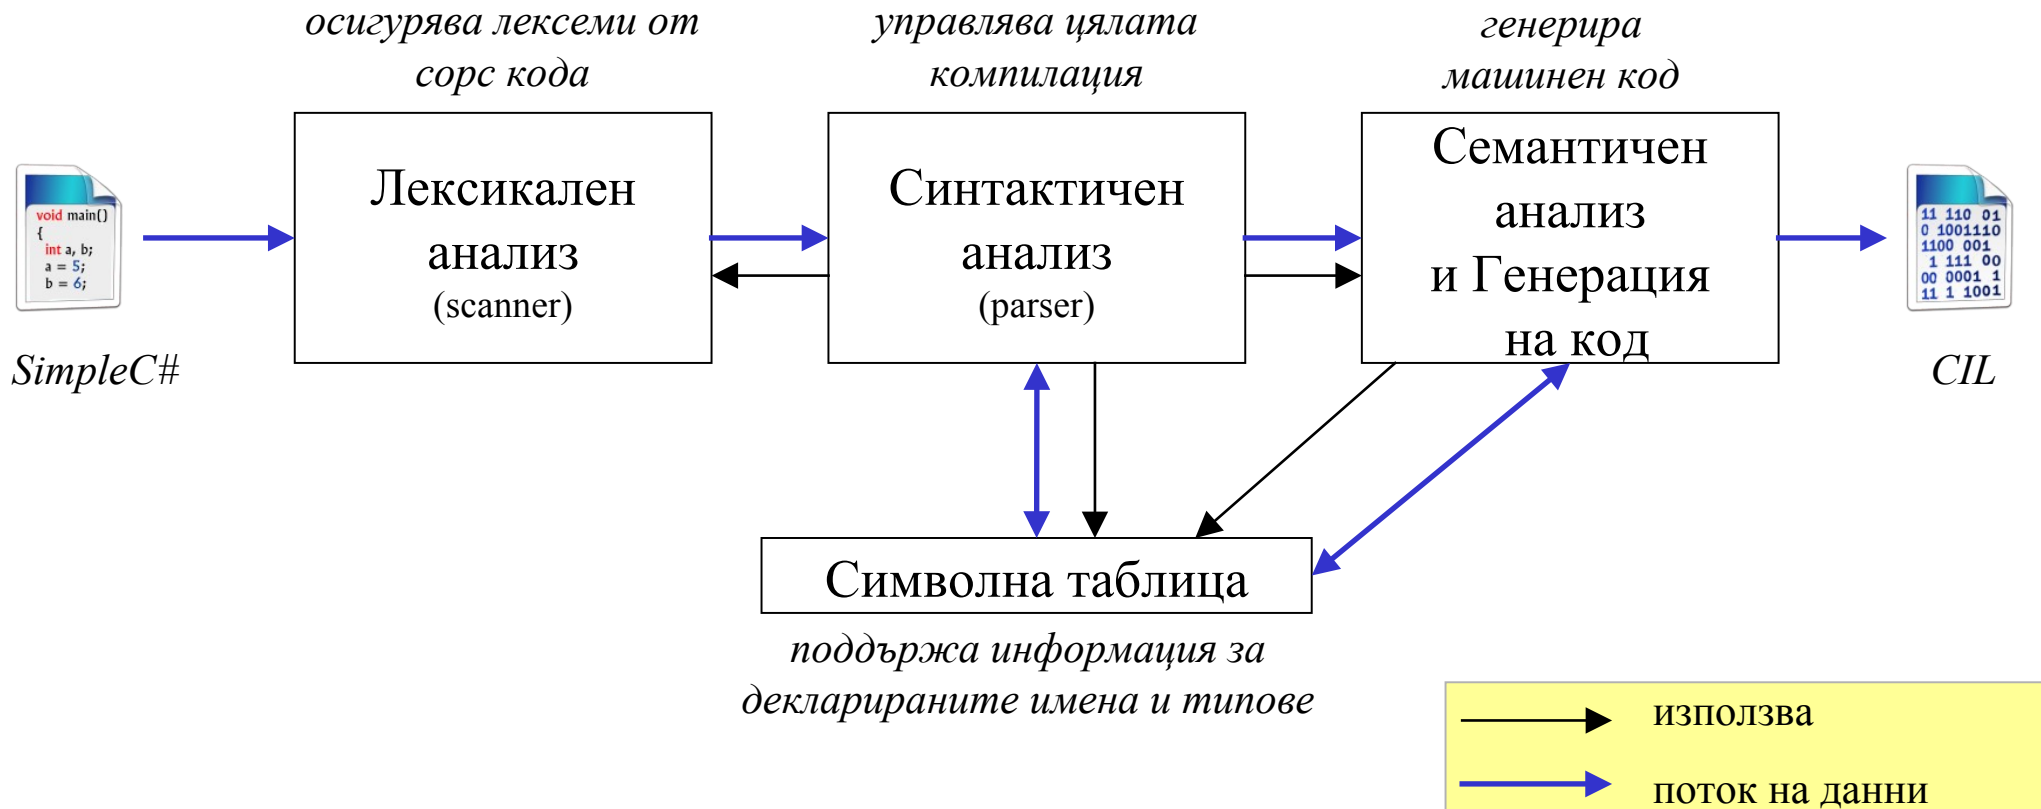 осигурява лексеми от
сорс кода
управлява цялата
компилация
генерира
машинен код
void main()
{
int a, b;
a = 5;
b = 6;
SimpleC#
Лексикален
анализ
(scanner)
Синтактичен
анализ
(parser)
Семантичен
анализ
и Генерация
на код
11 110 01
0 1001110
1100 001
1 111 00
00 0001 1
11 1 1001
CIL
Символна таблица
поддържа информация за
декларираните имена и типове
използва
поток на данни